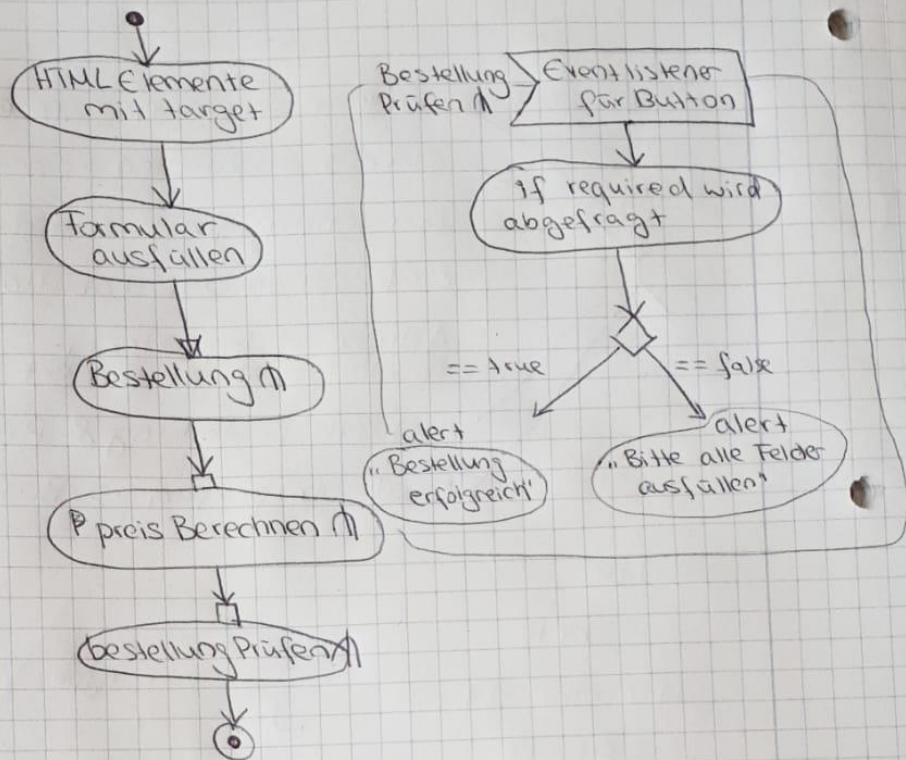 HTML Elemente
mit target
Formular
ausfüllen
Bestellung
preis Berechnen
bestellung Prüfen
Bestellung
Prüfen
Eventlistener
für Button
if required wird
abgefragt
== true
== false
alert
"Bestellung
erfolgreich"
alert
"Bitte alle Felder
ausfüllen"